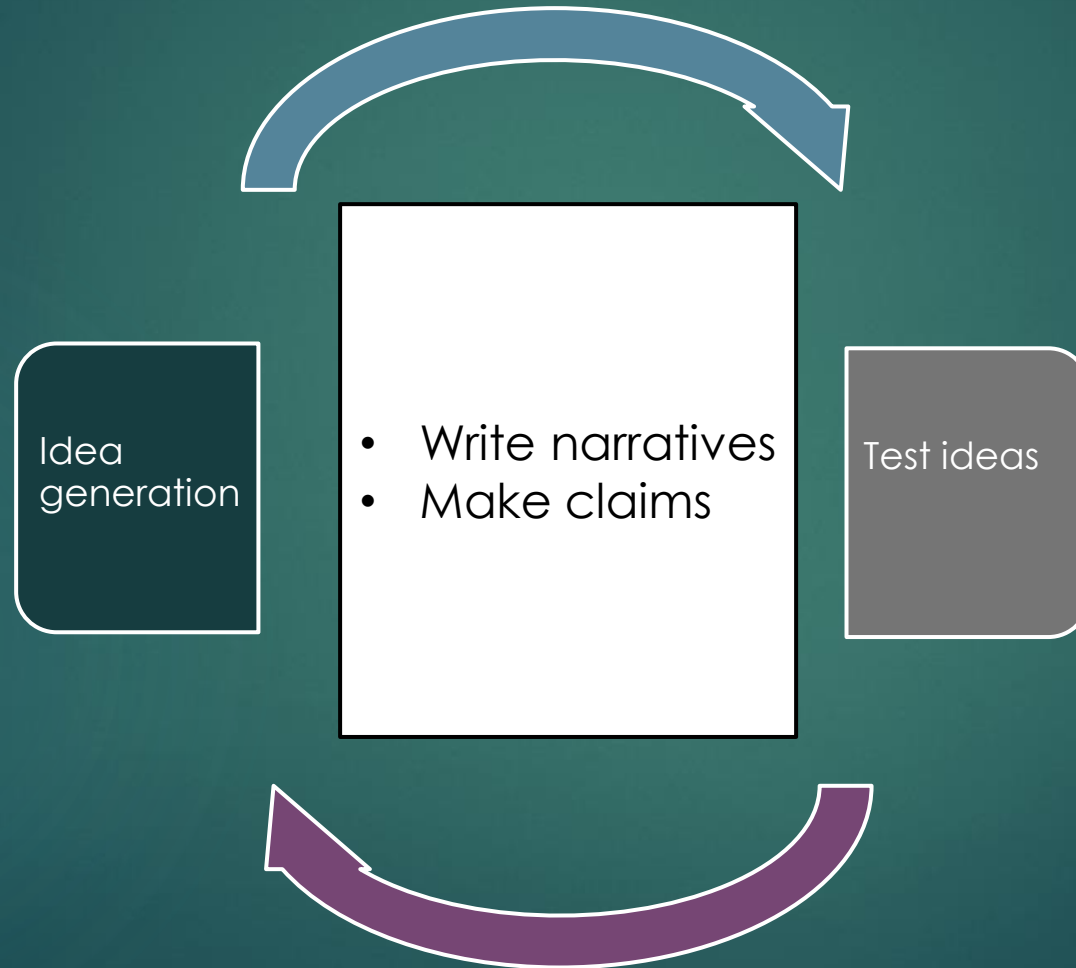 Idea
generation
• Write narratives
• Make claims
Test ideas